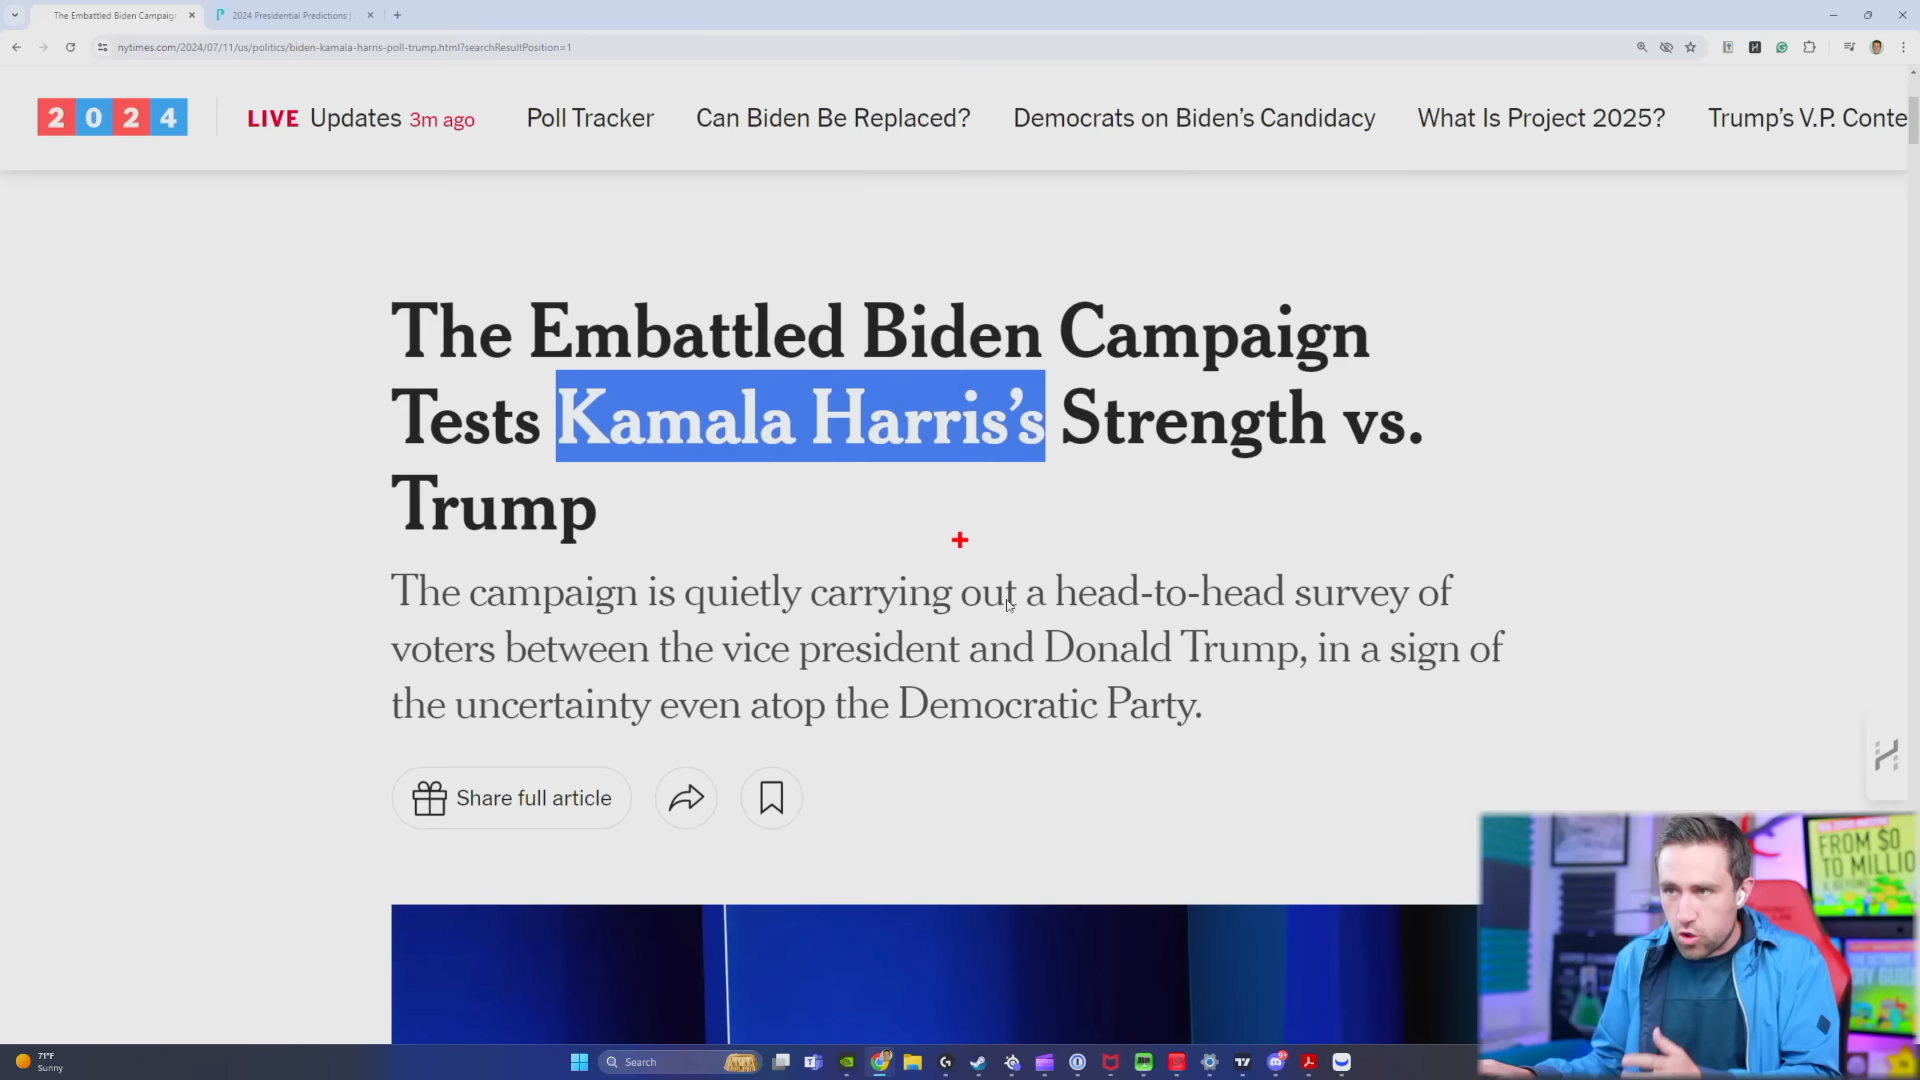 The Embattled Biden Campaign
2024 Presidential Predictions |
nytimes.com/2024/07/11/us/politics/biden-kamala-harris-poll-trump.html?searchResultPosition=1
2024
LIVE Updates 3m ago
Poll Tracker
Can Biden Be Replaced?
Democrats on Biden’s Candidacy
What Is Project 2025?
Trump’s V.P. Conte
The Embattled Biden Campaign
Tests Kamala Harris’s Strength vs.
Trump
The campaign is quietly carrying out a head-to-head survey of
voters between the vice president and Donald Trump, in a sign of
the uncertainty even atop the Democratic Party.
Share full article
FROM $0
TO MILLIO
& BEYOND
71°F
Sunny
Search